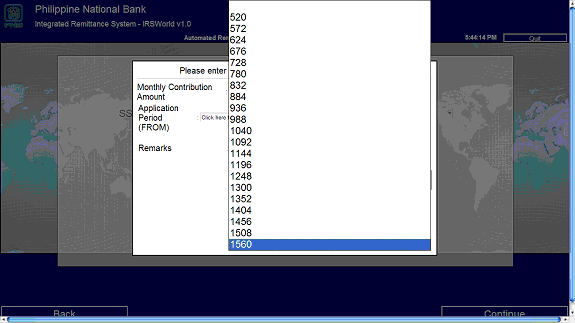 Philippine National Bank
Integrated Remittance System - IRSWorld v1.0
Automated Rem
5:44:14 PM
Quit
Please enter
Monthly Contribution
Amount
Application
Period
(FROM)
: Click here
Remarks
SS
520
572
624
676
728
780
832
884
936
988
1040
1092
1144
1196
1248
1300
1352
1404
1456
1508
1560
Back
Continue